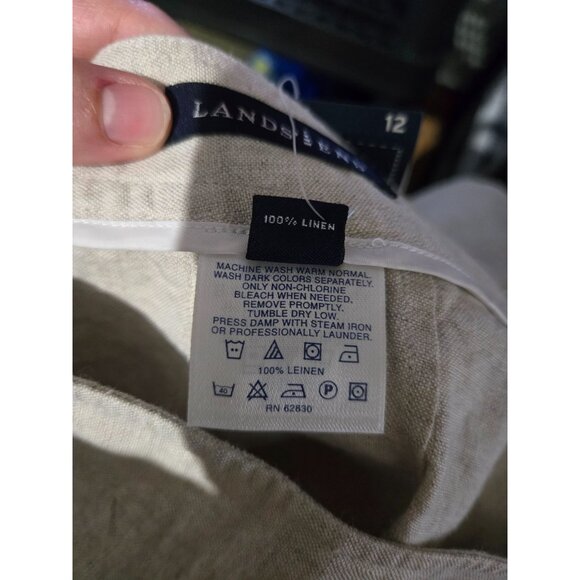 LANDS' END
12
100% LINEN
MACHINE WASH WARM NORMAL.
WASH DARK COLORS SEPARATELY.
ONLY NON-CHLORINE
BLEACH WHEN NEEDED.
REMOVE PROMPTLY.
TUMBLE DRY LOW.
PRESS DAMP WITH STEAM IRON
OR PROFESSIONALLY LAUNDER.
100% LEINEN
40 P
RN 62830